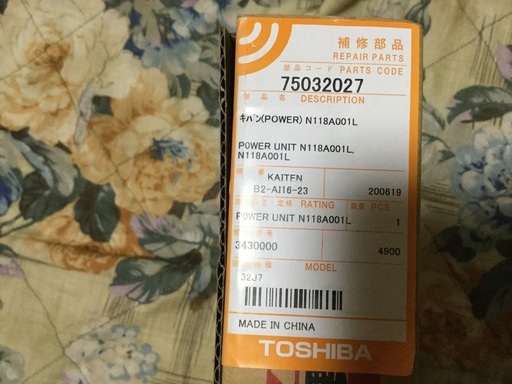 補修部品
REPAIR PARTS
部品コード PARTS CODE
75032027
部品名 DESCRIPTION
キバン(POWER) N118A001L
POWER UNIT N118A001L,
N118A001L
KAITEN
B2-AI16-23 200619
定格 RATING 数量 PCS
POWER UNIT N118A001L 1
3430000 4900
MODEL
32J7
MADE IN CHINA
TOSHIBA